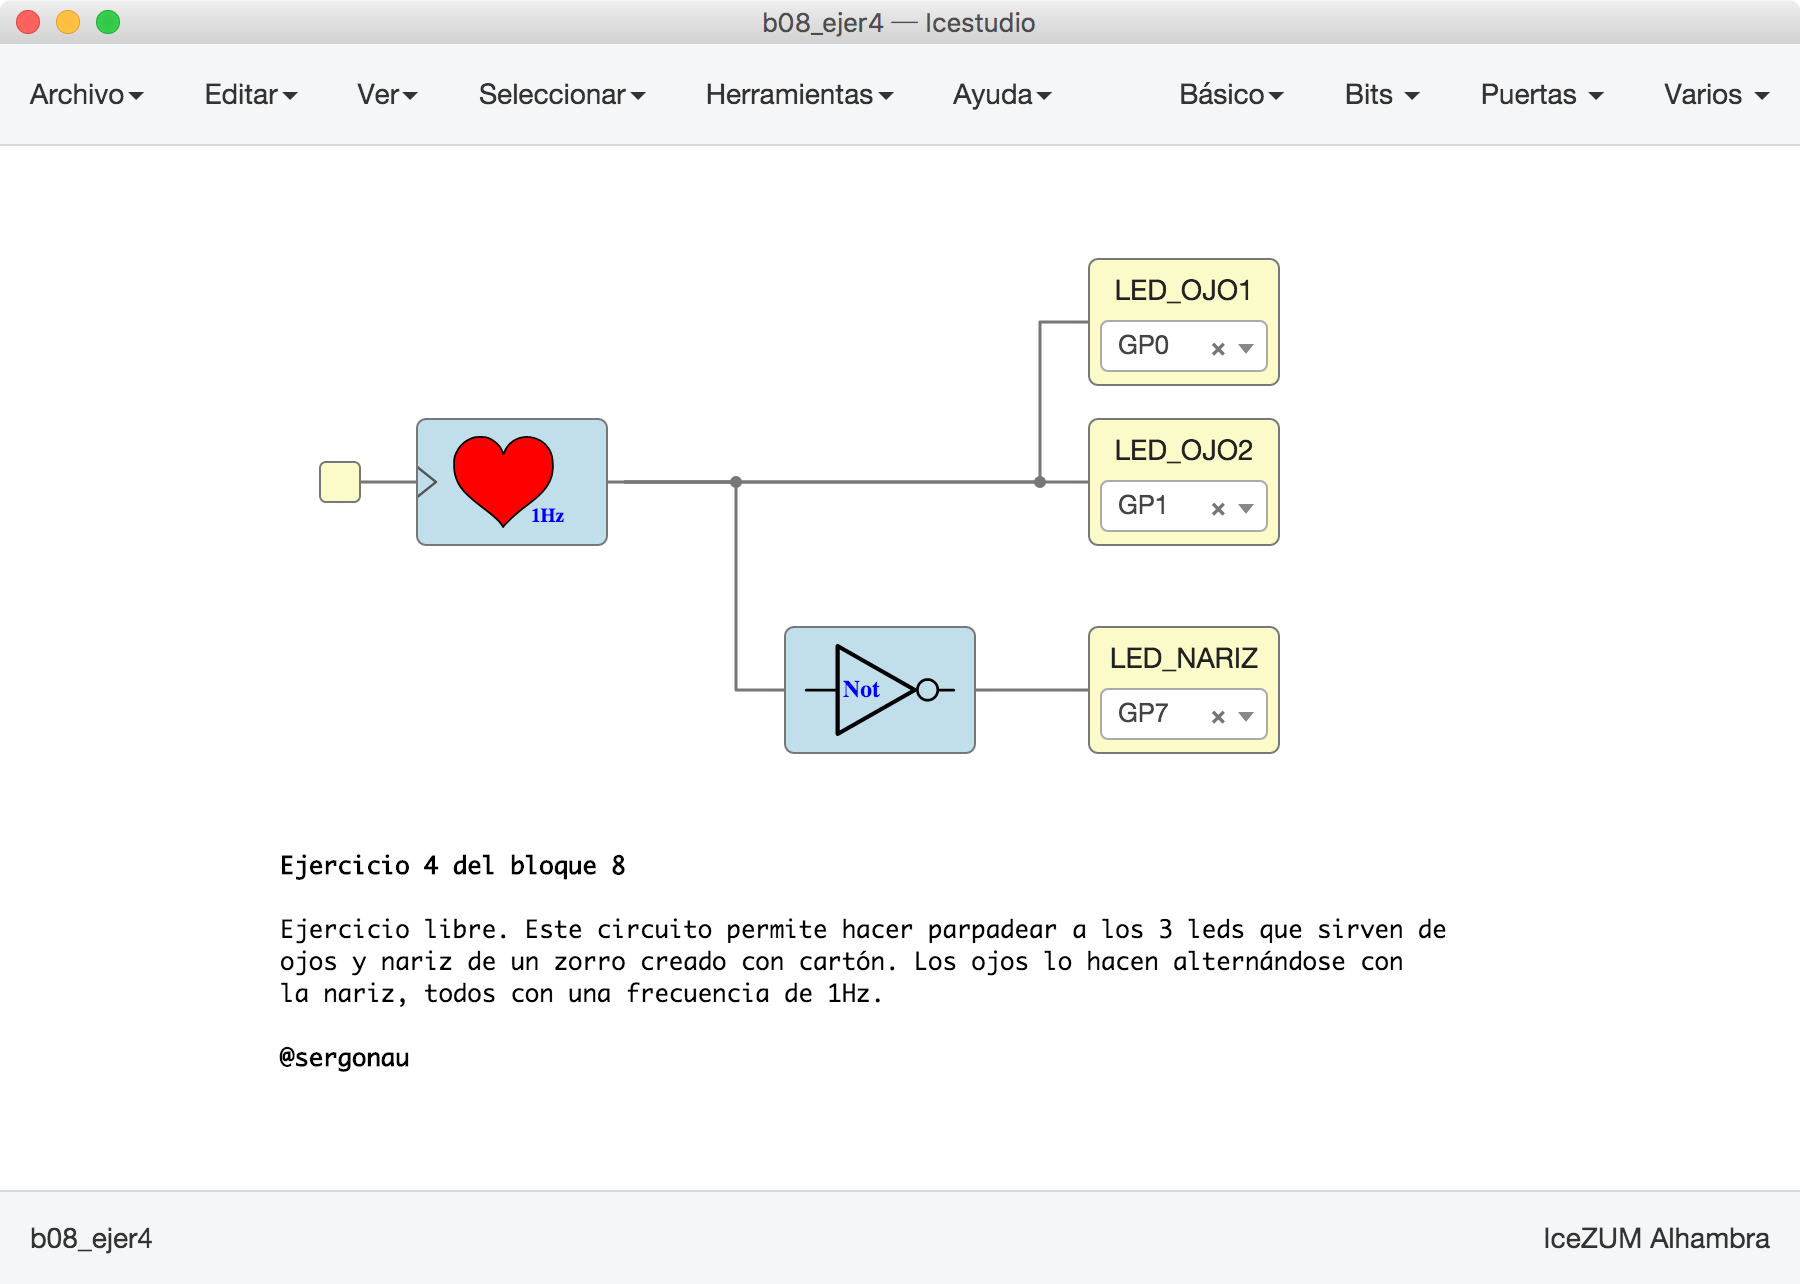 b08_ejer4 — Icestudio
Archivo Editar Ver Seleccionar Herramientas Ayuda Básico Bits Puertas Varios
LED_OJO1
GP0
LED_OJO2
GP1
1Hz
LED_NARIZ
Not
GP7
Ejercicio 4 del bloque 8
Ejercicio libre. Este circuito permite hacer parpadear a los 3 leds que sirven de
ojos y nariz de un zorro creado con cartón. Los ojos lo hacen alternándose con
la nariz, todos con una frecuencia de 1Hz.
@sergonau
b08_ejer4 IceZUM Alhambra